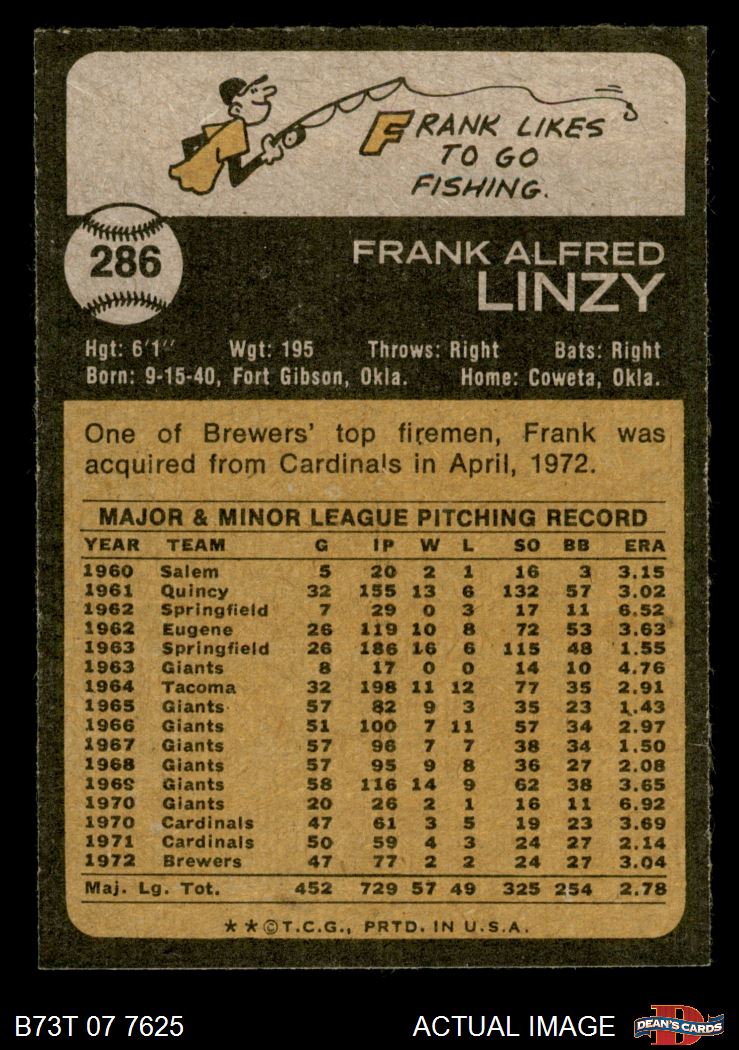 FRANK LIKES
TO GO
FISHING.
286
FRANK ALFRED
LINZY
Hgt: 6'1" Wgt: 195 Throws: Right Bats: Right
Born: 9-15-40, Fort Gibson, Okla. Home: Coweta, Okla.
One of Brewers' top firemen, Frank was
acquired from Cardinals in April, 1972.
MAJOR & MINOR LEAGUE PITCHING RECORD
YEAR TEAM G IP W L SO BB ERA
1960 Salem 5 20 2 1 16 3 3.15
1961 Quincy 32 155 13 6 132 57 3.02
1962 Springfield 7 29 0 3 17 11 6.52
1962 Eugene 26 119 10 8 72 53 3.63
1963 Springfield 26 186 16 6 115 48 1.55
1963 Giants 8 17 0 0 14 10 4.76
1964 Tacoma 32 198 11 12 77 35 2.91
1965 Giants 57 82 9 3 35 23 1.43
1966 Giants 51 100 7 11 57 34 2.97
1967 Giants 57 96 7 7 38 34 1.50
1968 Giants 57 95 9 8 36 27 2.08
1969 Giants 58 116 14 9 62 38 3.65
1970 Giants 20 26 2 1 16 11 6.92
1970 Cardinals 47 61 3 5 19 23 3.69
1971 Cardinals 50 59 4 3 24 27 2.14
1972 Brewers 47 77 2 2 24 27 3.04
Maj. Lg. Tot. 452 729 57 49 325 254 2.78
★ ★ © T.C.G., PRTD. IN U.S.A.
B73T 07 7625 ACTUAL IMAGE D DEAN'S CARDS